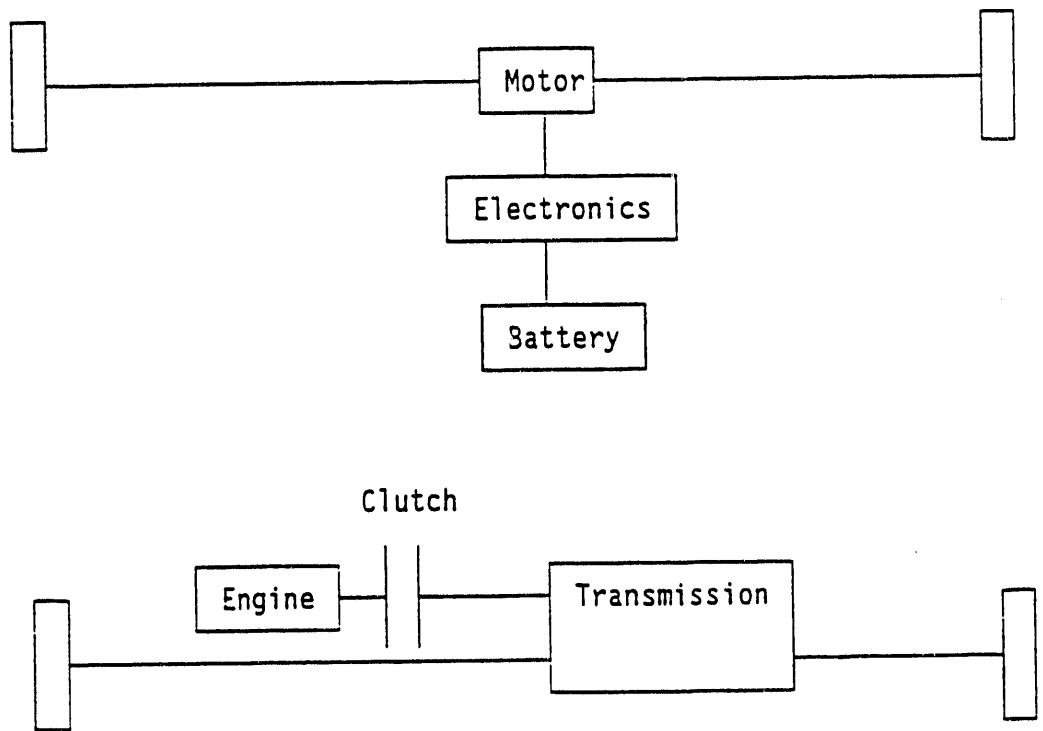 Motor
Electronics
Battery
Clutch
Engine
Transmission